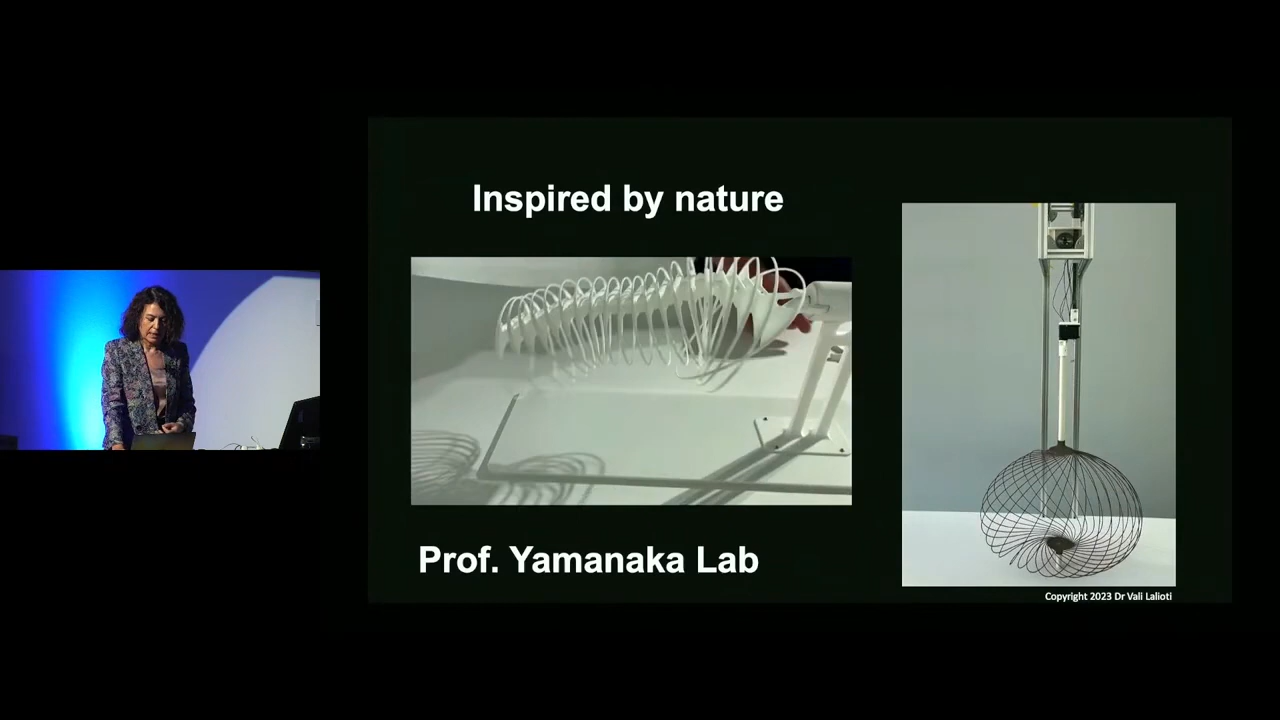 Inspired by nature
Prof. Yamanaka Lab
Copyright 2023 Dr Vali Lalioti